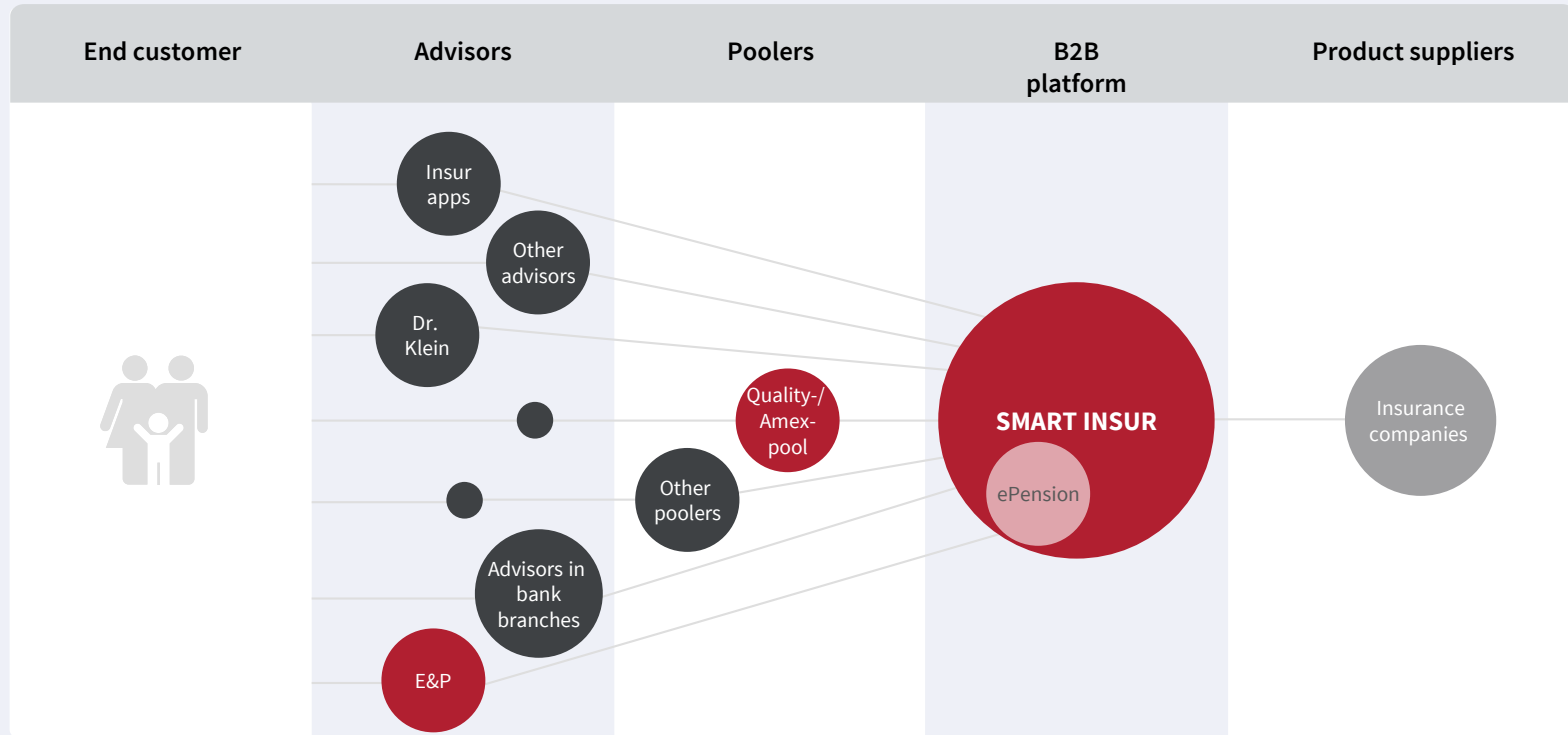 End customer
Advisors
Poolers
B2B
platform
Product suppliers
Insur
apps
Other
advisors
Dr.
Klein
Quality-/
Amex-
pool
Other
poolers
Advisors in
bank
branches
E&P
SMART INSUR
ePension
Insurance
companies